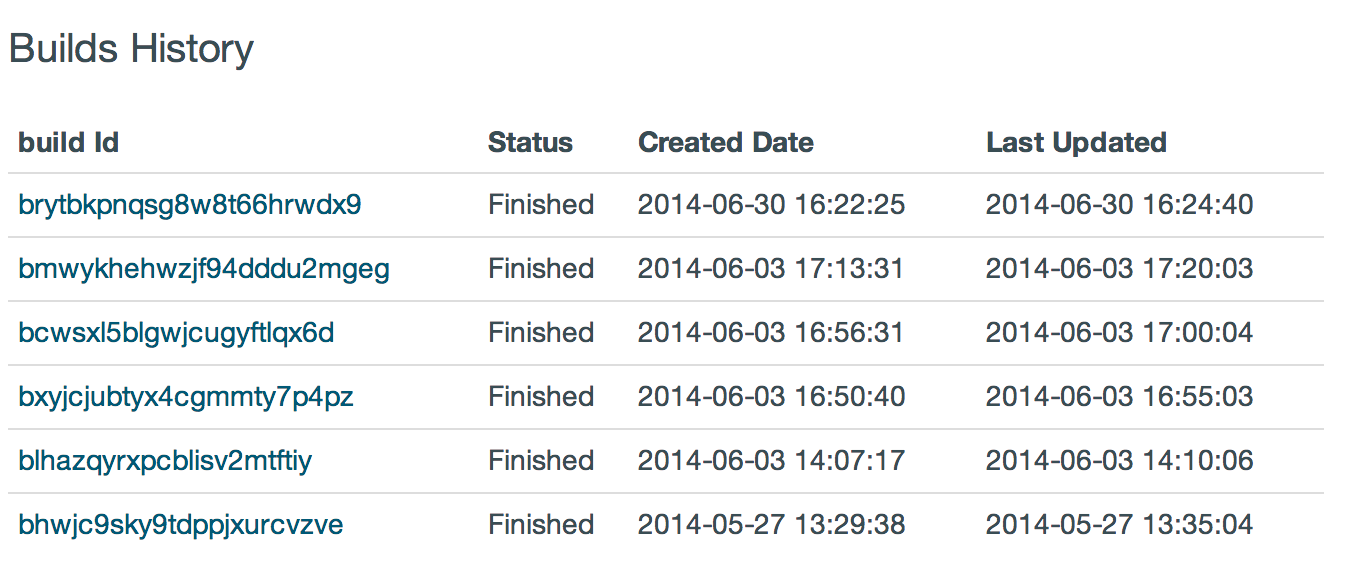 Builds History
build Id Status Created Date Last Updated
brytbkpnqsg8w8t66hrwdx9 Finished 2014-06-30 16:22:25 2014-06-30 16:24:40
bmwykhehwzjf94dddu2mgeg Finished 2014-06-03 17:13:31 2014-06-03 17:20:03
bcwsxl5blgwjcugyftlqx6d Finished 2014-06-03 16:56:31 2014-06-03 17:00:04
bxyjcjubtyx4cgmmty7p4pz Finished 2014-06-03 16:50:40 2014-06-03 16:55:03
blhazqyrxpcblisv2mtftiy Finished 2014-06-03 14:07:17 2014-06-03 14:10:06
bhwjc9sky9tdppjxurcvzve Finished 2014-05-27 13:29:38 2014-05-27 13:35:04